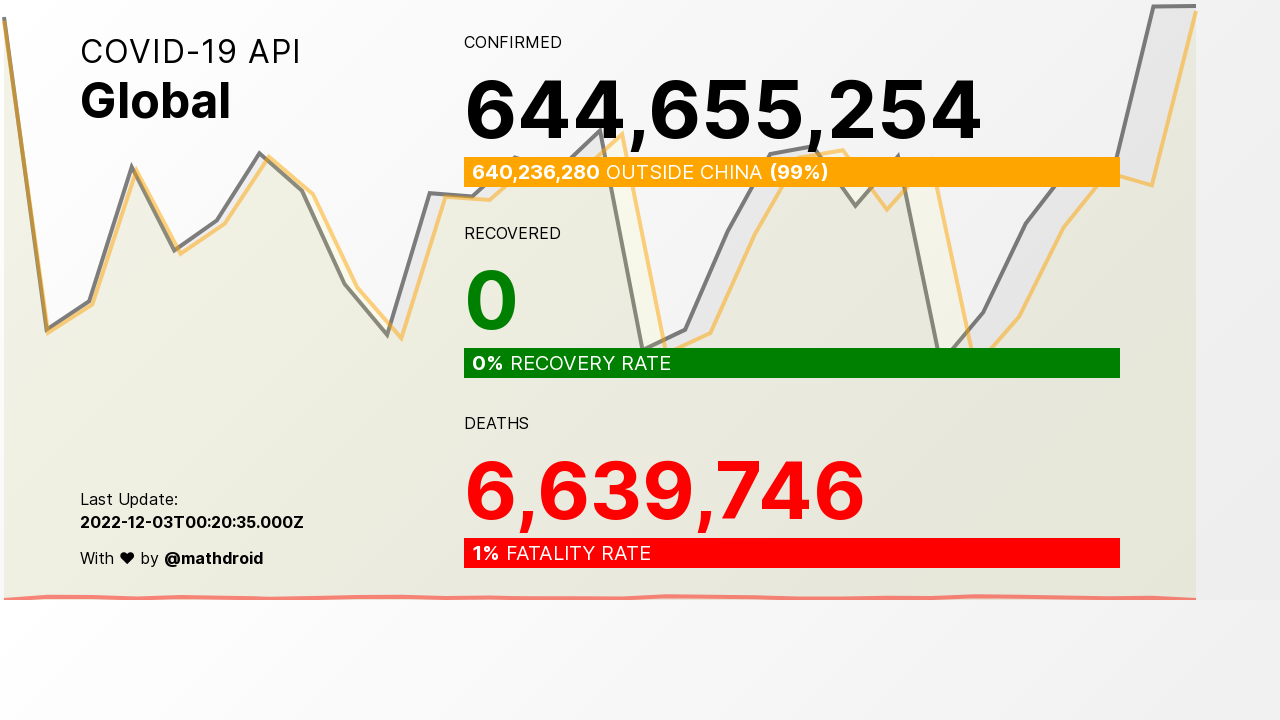 COVID-19 API
Global
Last Update:
2022-12-03T00:20:35.000Z
With ♥ by @mathdroid
CONFIRMED
644,655,254
640,236,280 OUTSIDE CHINA (99%)
RECOVERED
0
0% RECOVERY RATE
DEATHS
6,639,746
1% FATALITY RATE